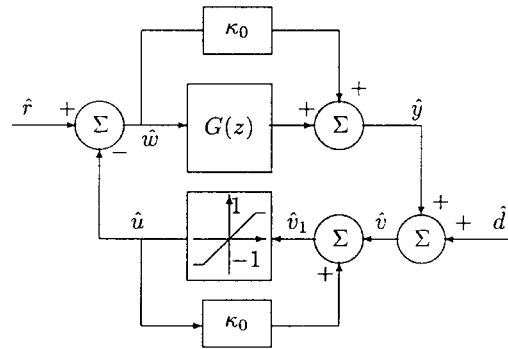 κ₀
r̂ + Σ − ŵ G(z) + + Σ ŷ
û 1 −1 v̂₁ Σ + v̂ Σ + + d̂
κ₀